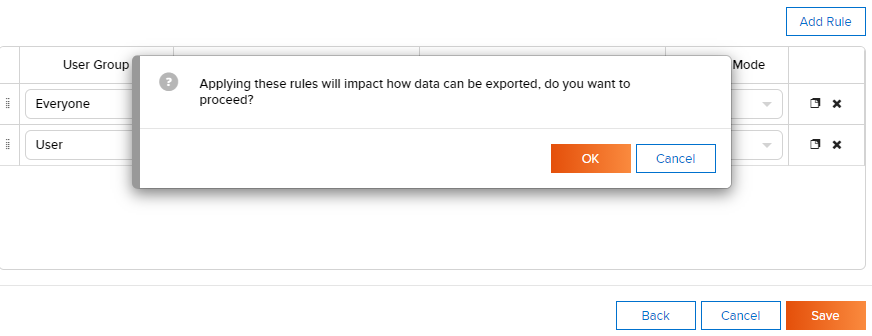 Add Rule
User Group
Mode
Applying these rules will impact how data can be exported, do you want to
proceed?
Everyone
User
OK
Cancel
Back
Cancel
Save